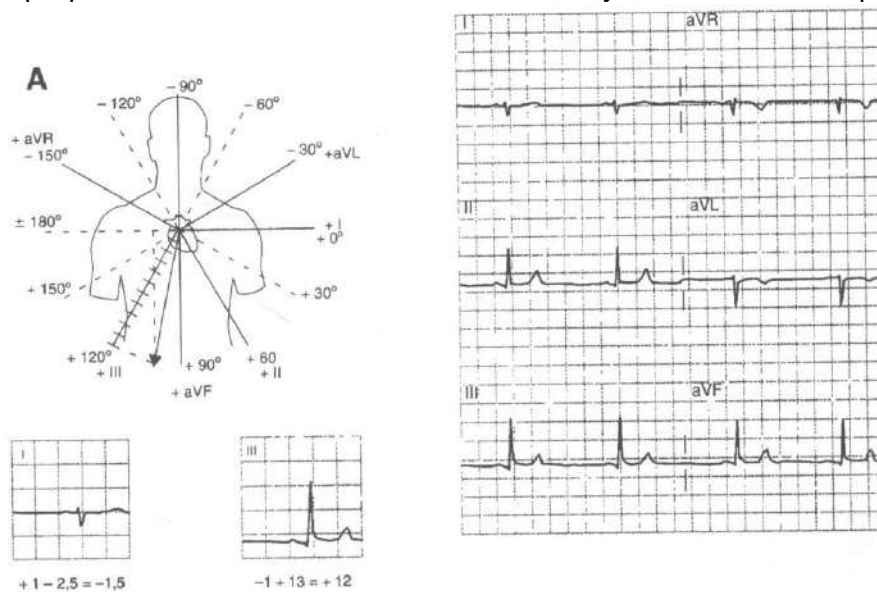 A
– 90°
– 120°
– 60°
+ aVR
– 150°
– 30° +aVL
± 180°
+ I
+ 0°
+ 150°
+ 30°
+ 120°
+ III
+ 90°
+ aVF
+ 60
+ II
I
+ 1 – 2,5 = –1,5
III
–1 + 13 = + 12
I
aVR
II
aVL
III
aVF